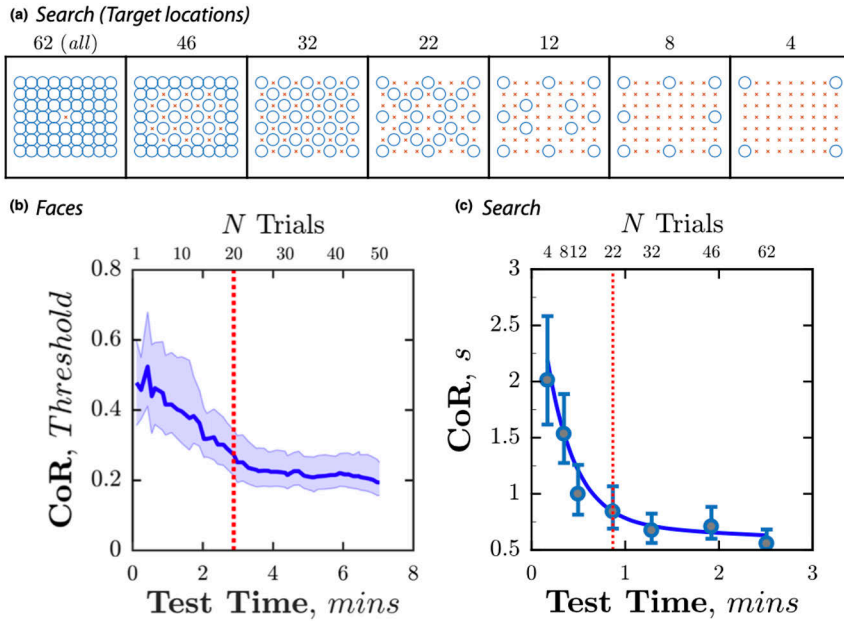 (a) Search (Target locations)
62 (all) 46 32 22 12 8 4
(b) Faces
N Trials
1 10 20 30 40 50
0.8
0.6
0.4
0.2
0
CoR, Threshold
0 2 4 6 8
Test Time, mins
(c) Search
N Trials
4 8 12 22 32 46 62
3
2.5
2
1.5
1
0.5
CoR, s
0 1 2 3
Test Time, mins